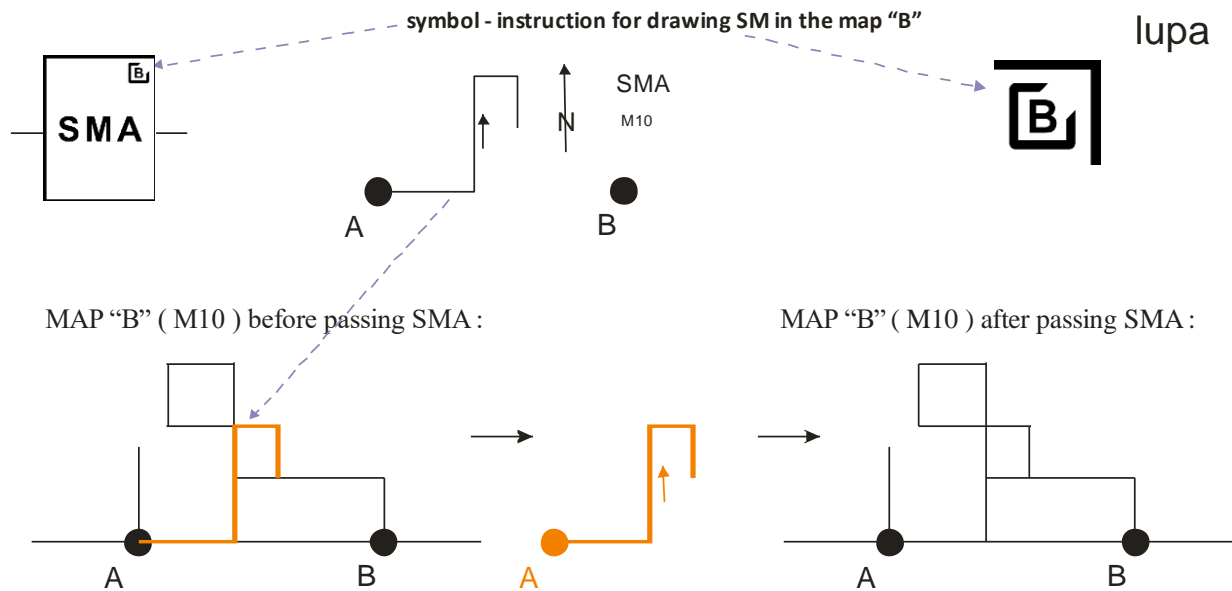 symbol - instruction for drawing SM in the map “B”
lupa
B
SMA
SMA
N
M10
B
A
B
MAP “B” ( M10 ) before passing SMA :
MAP “B” ( M10 ) after passing SMA :
A
B
A
A
B